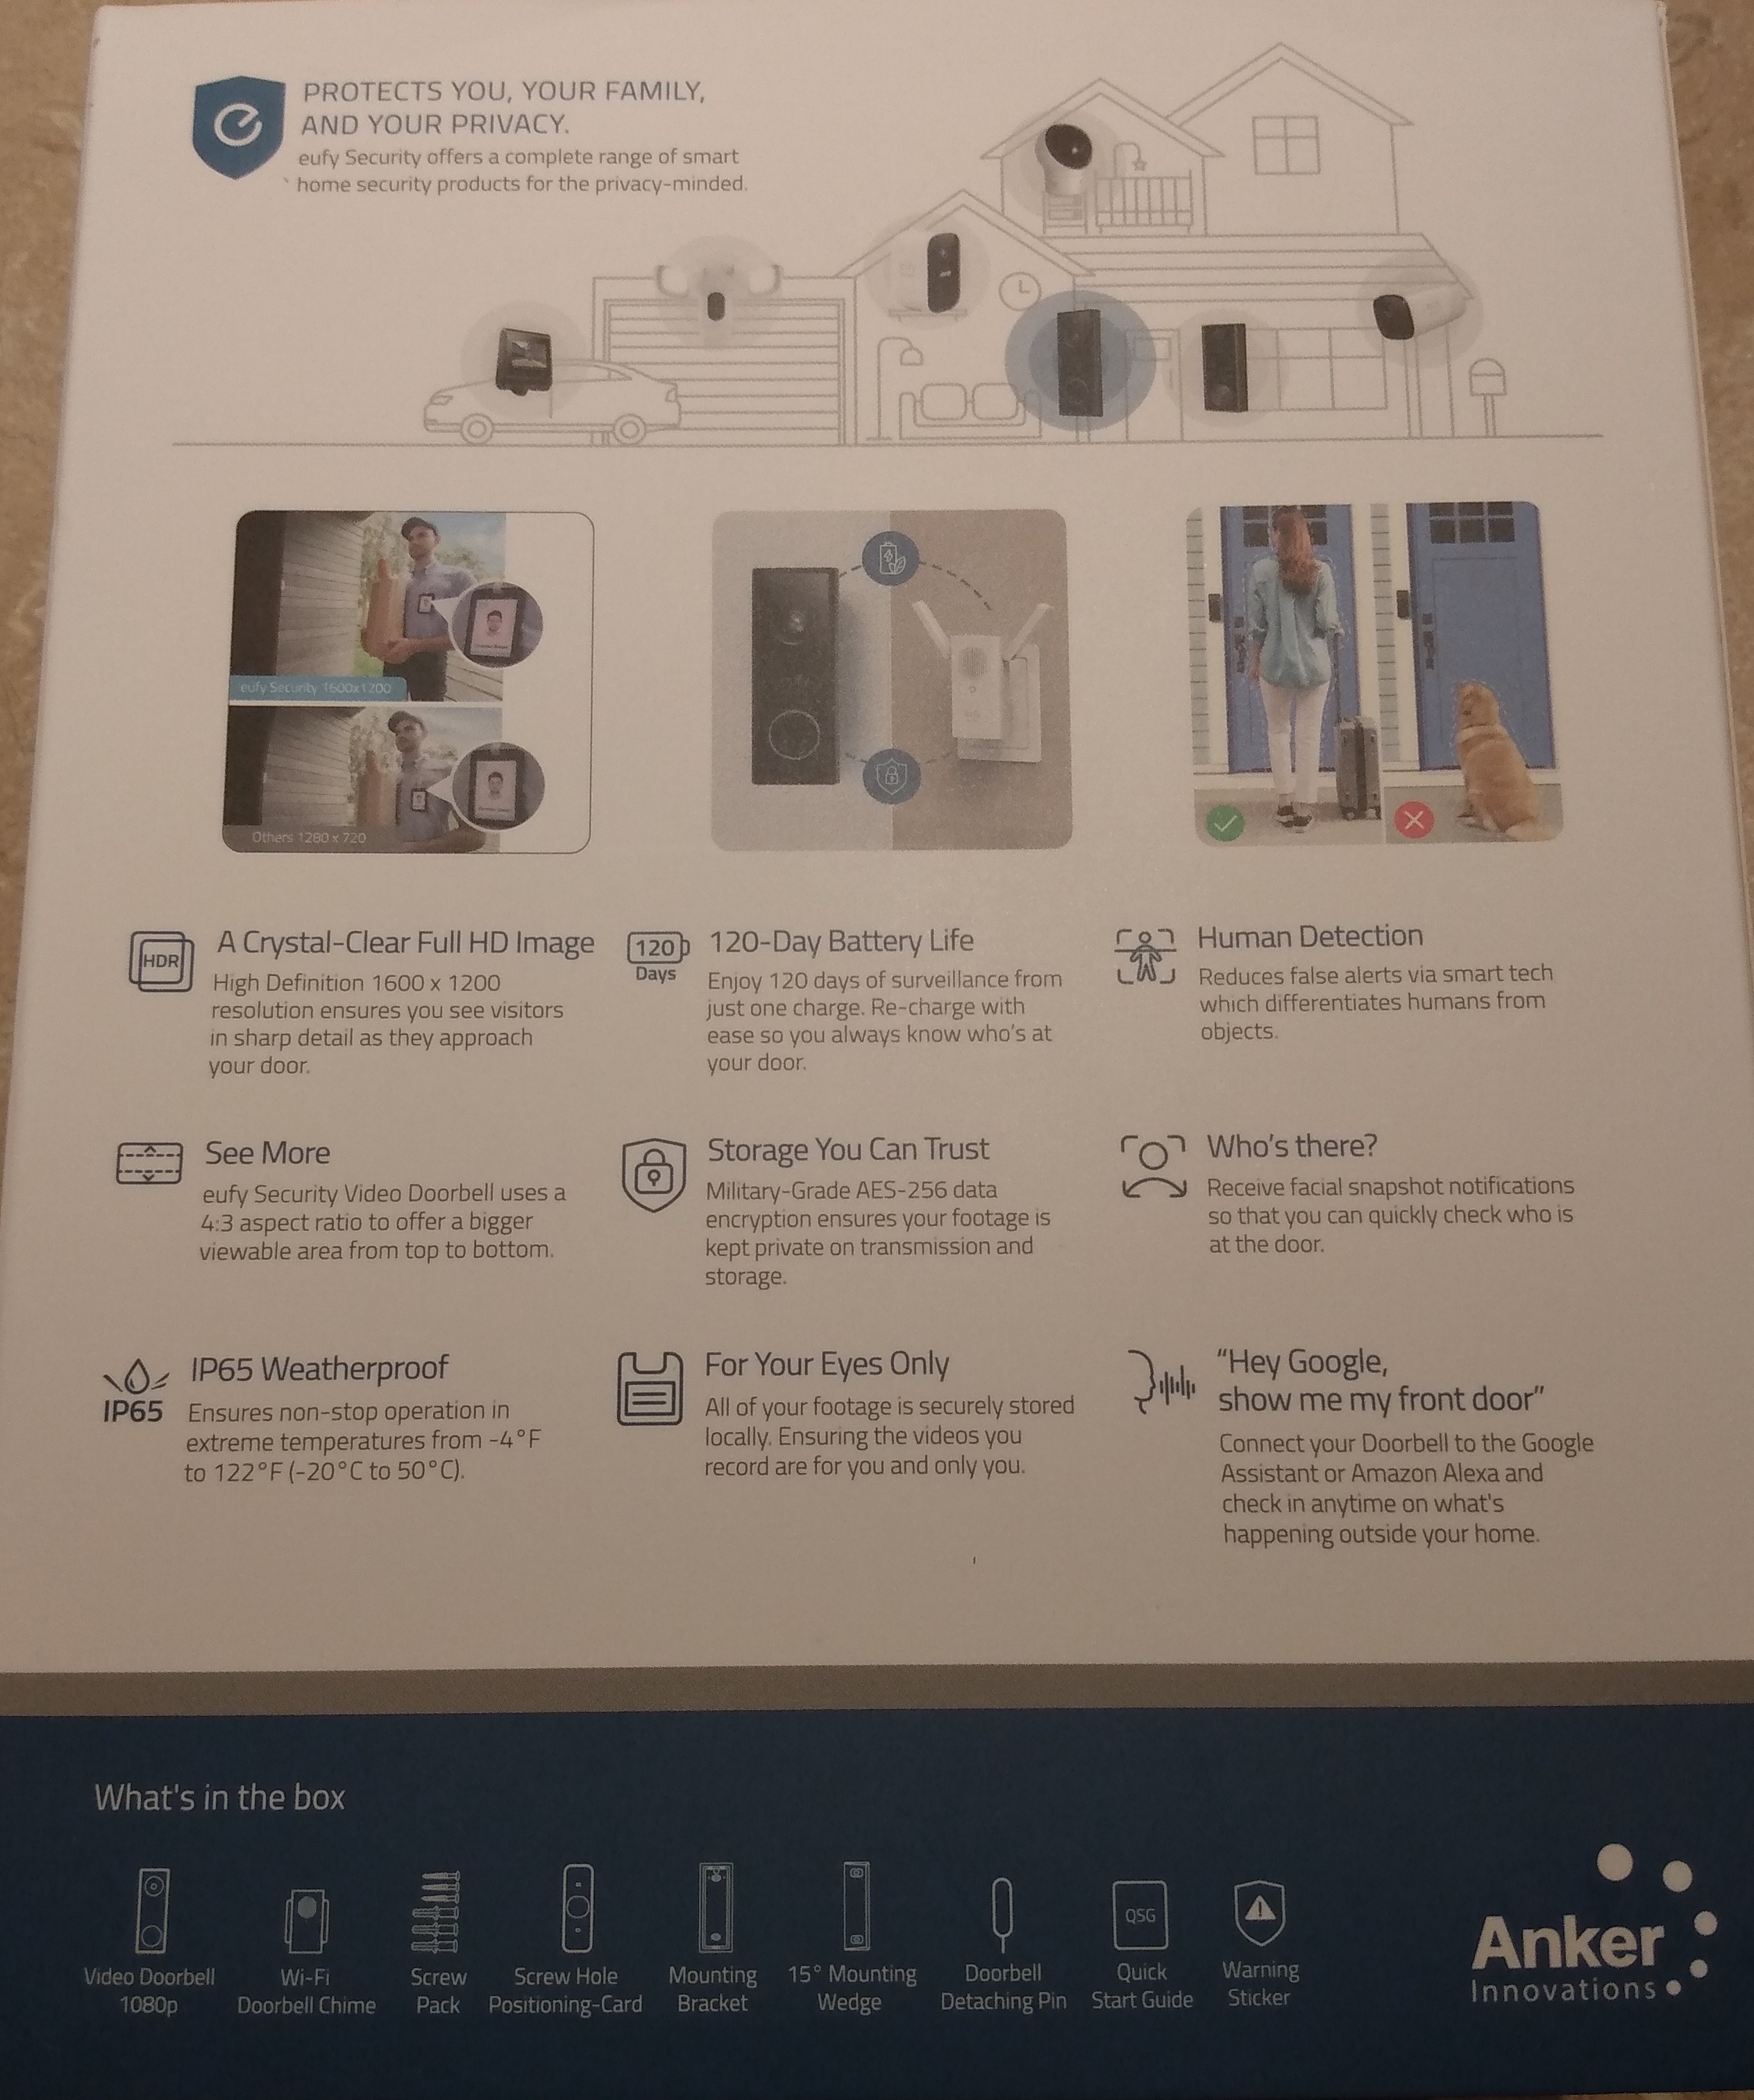 PROTECTS YOU, YOUR FAMILY,
AND YOUR PRIVACY.
eufy Security offers a complete range of smart
home security products for the privacy-minded.
eufy Security 1600x1200
Others 1280 x 720
HDR
A Crystal-Clear Full HD Image
High Definition 1600 x 1200
resolution ensures you see visitors
in sharp detail as they approach
your door.
120
Days
120-Day Battery Life
Enjoy 120 days of surveillance from
just one charge. Re-charge with
ease so you always know who's at
your door.
Human Detection
Reduces false alerts via smart tech
which differentiates humans from
objects.
See More
eufy Security Video Doorbell uses a
4:3 aspect ratio to offer a bigger
viewable area from top to bottom.
Storage You Can Trust
Military-Grade AES-256 data
encryption ensures your footage is
kept private on transmission and
storage.
Who's there?
Receive facial snapshot notifications
so that you can quickly check who is
at the door.
IP65
IP65 Weatherproof
Ensures non-stop operation in
extreme temperatures from -4°F
to 122°F (-20°C to 50°C).
For Your Eyes Only
All of your footage is securely stored
locally. Ensuring the videos you
record are for you and only you.
"Hey Google,
show me my front door"
Connect your Doorbell to the Google
Assistant or Amazon Alexa and
check in anytime on what's
happening outside your home.
What's in the box
Video Doorbell
1080p
Wi-Fi
Doorbell Chime
Screw
Pack
Screw Hole
Positioning-Card
Mounting
Bracket
15° Mounting
Wedge
Doorbell
Detaching Pin
QSG
Quick
Start Guide
Warning
Sticker
Anker
Innovations